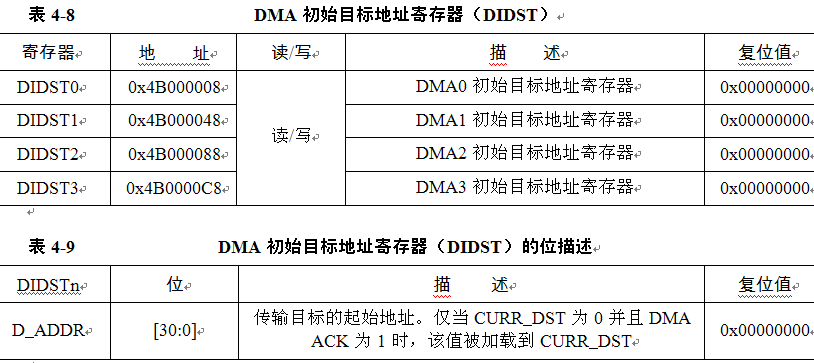 表 4-8 DMA 初始目标地址寄存器（DIDST）
寄存器 地 址 读/写 描 述 复位值
DIDST0 0x4B000008 DMA0 初始目标地址寄存器 0x00000000
DIDST1 0x4B000048 DMA1 初始目标地址寄存器 0x00000000
读/写
DIDST2 0x4B000088 DMA2 初始目标地址寄存器 0x00000000
DIDST3 0x4B0000C8 DMA3 初始目标地址寄存器 0x00000000
表 4-9 DMA 初始目标地址寄存器（DIDST）的位描述
DIDSTn 位 描 述 复位值
D_ADDR [30:0] 传输目标的起始地址。仅当 CURR_DST 为 0 并且 DMA
ACK 为 1 时，该值被加载到 CURR_DST 0x00000000